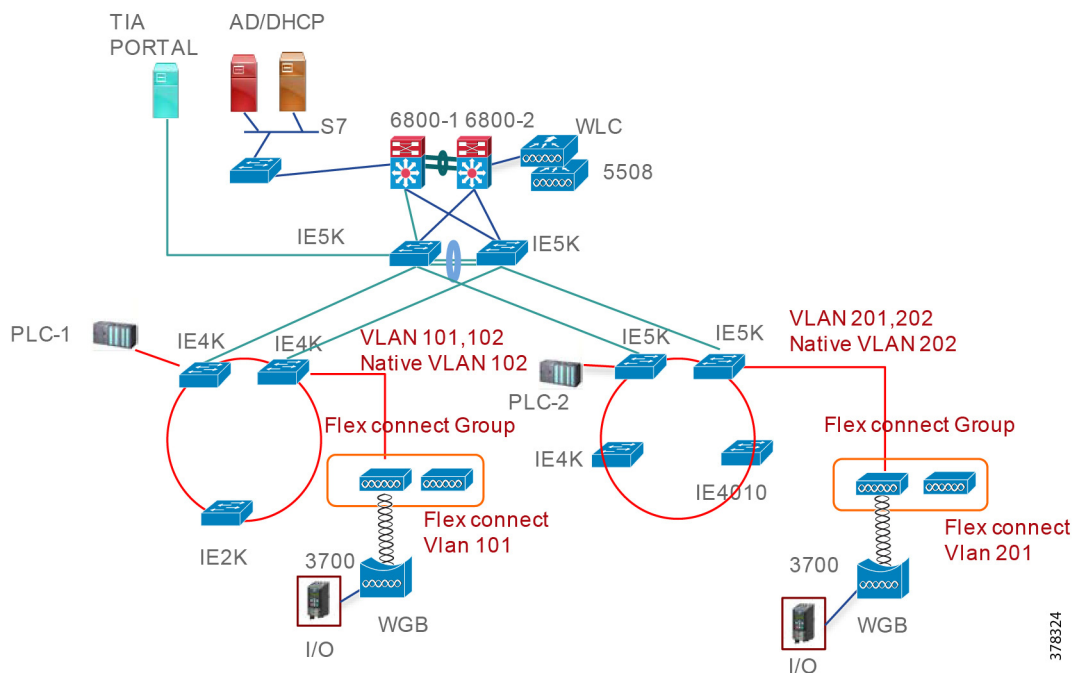 TIA
PORTAL
AD/DHCP
S7
6800-1 6800-2
WLC
5508
IE5K
IE5K
PLC-1
IE4K
IE4K
VLAN 101,102
Native VLAN 102
IE5K
IE5K
VLAN 201,202
Native VLAN 202
PLC-2
Flex connect Group
Flex connect Group
IE4K
IE4010
IE2K
Flex connect
Vlan 101
Flex connect
Vlan 201
3700
3700
WGB
WGB
I/O
I/O
378324